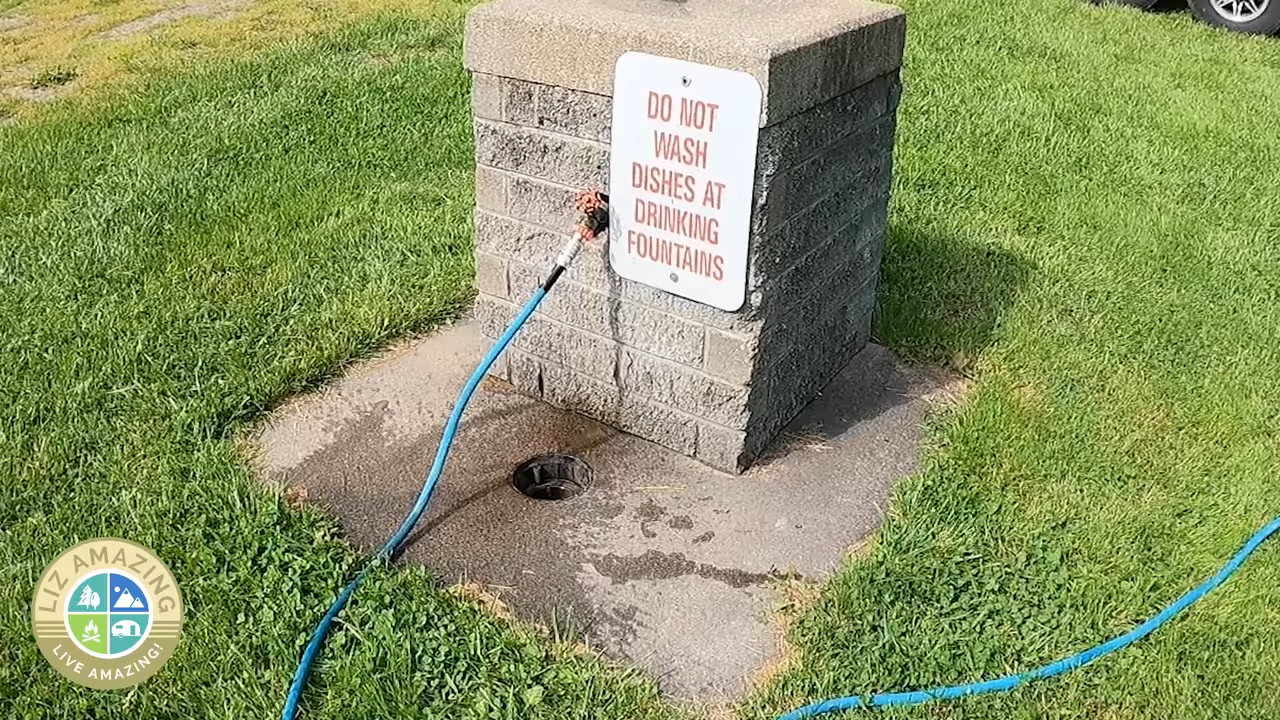 DO NOT
WASH
DISHES AT
DRINKING
FOUNTAINS
LIZ AMAZING
LIVE AMAZING!